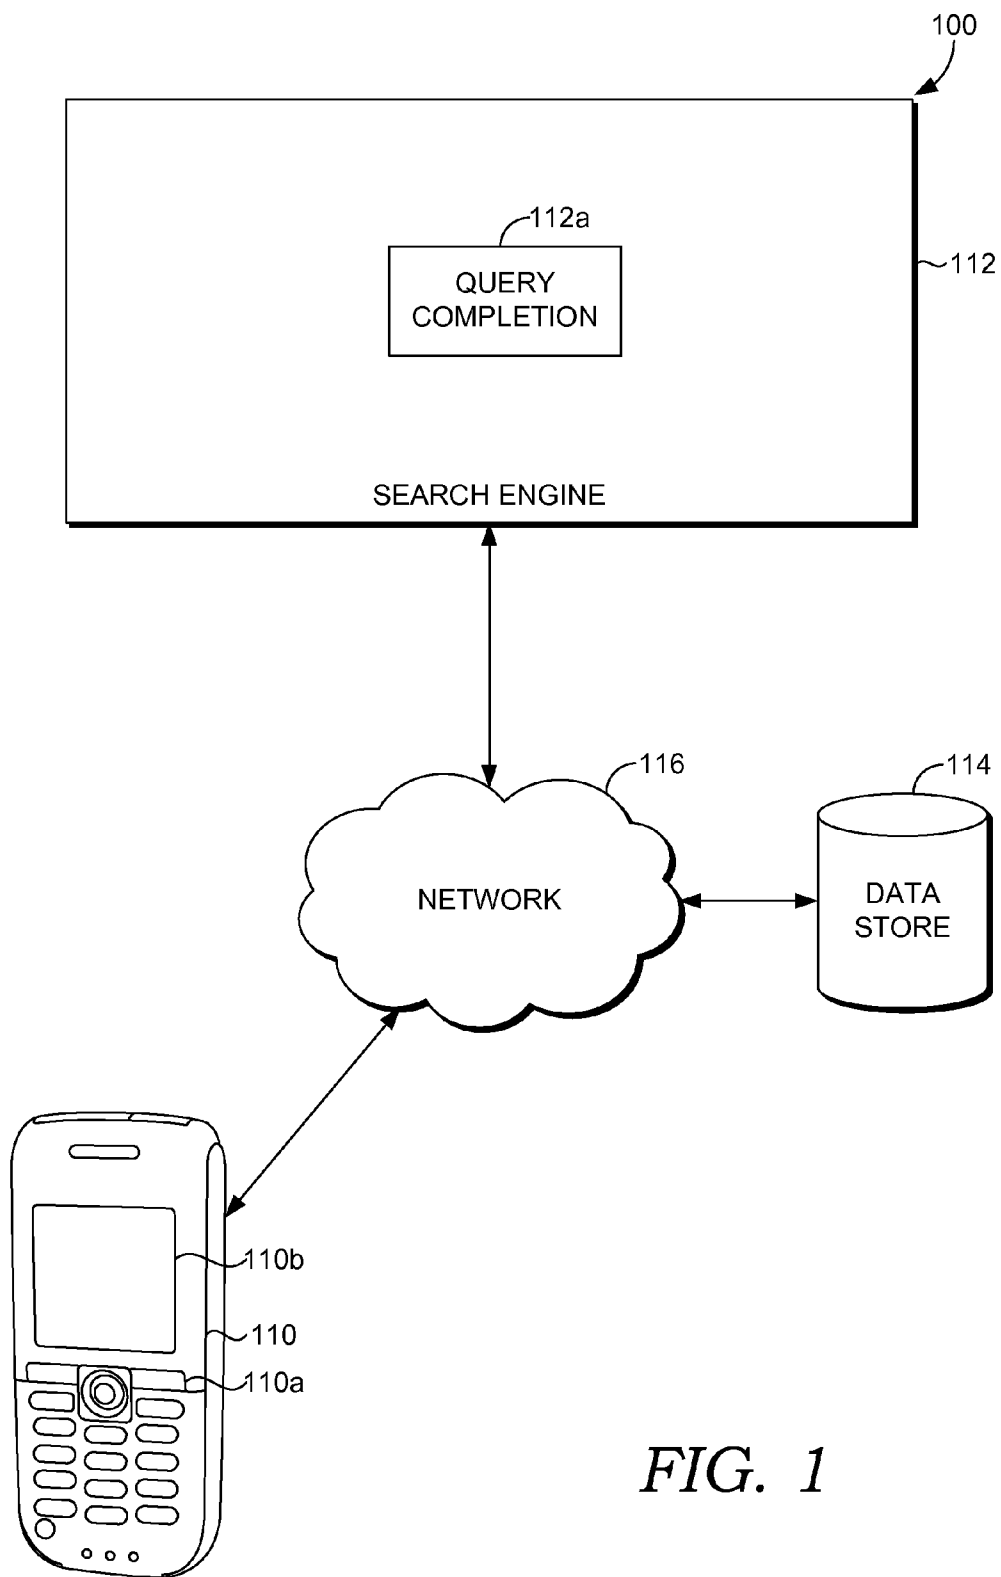 100
112a
QUERY
COMPLETION
112
SEARCH ENGINE
116
114
NETWORK
DATA
STORE
110b
110
110a
FIG. 1